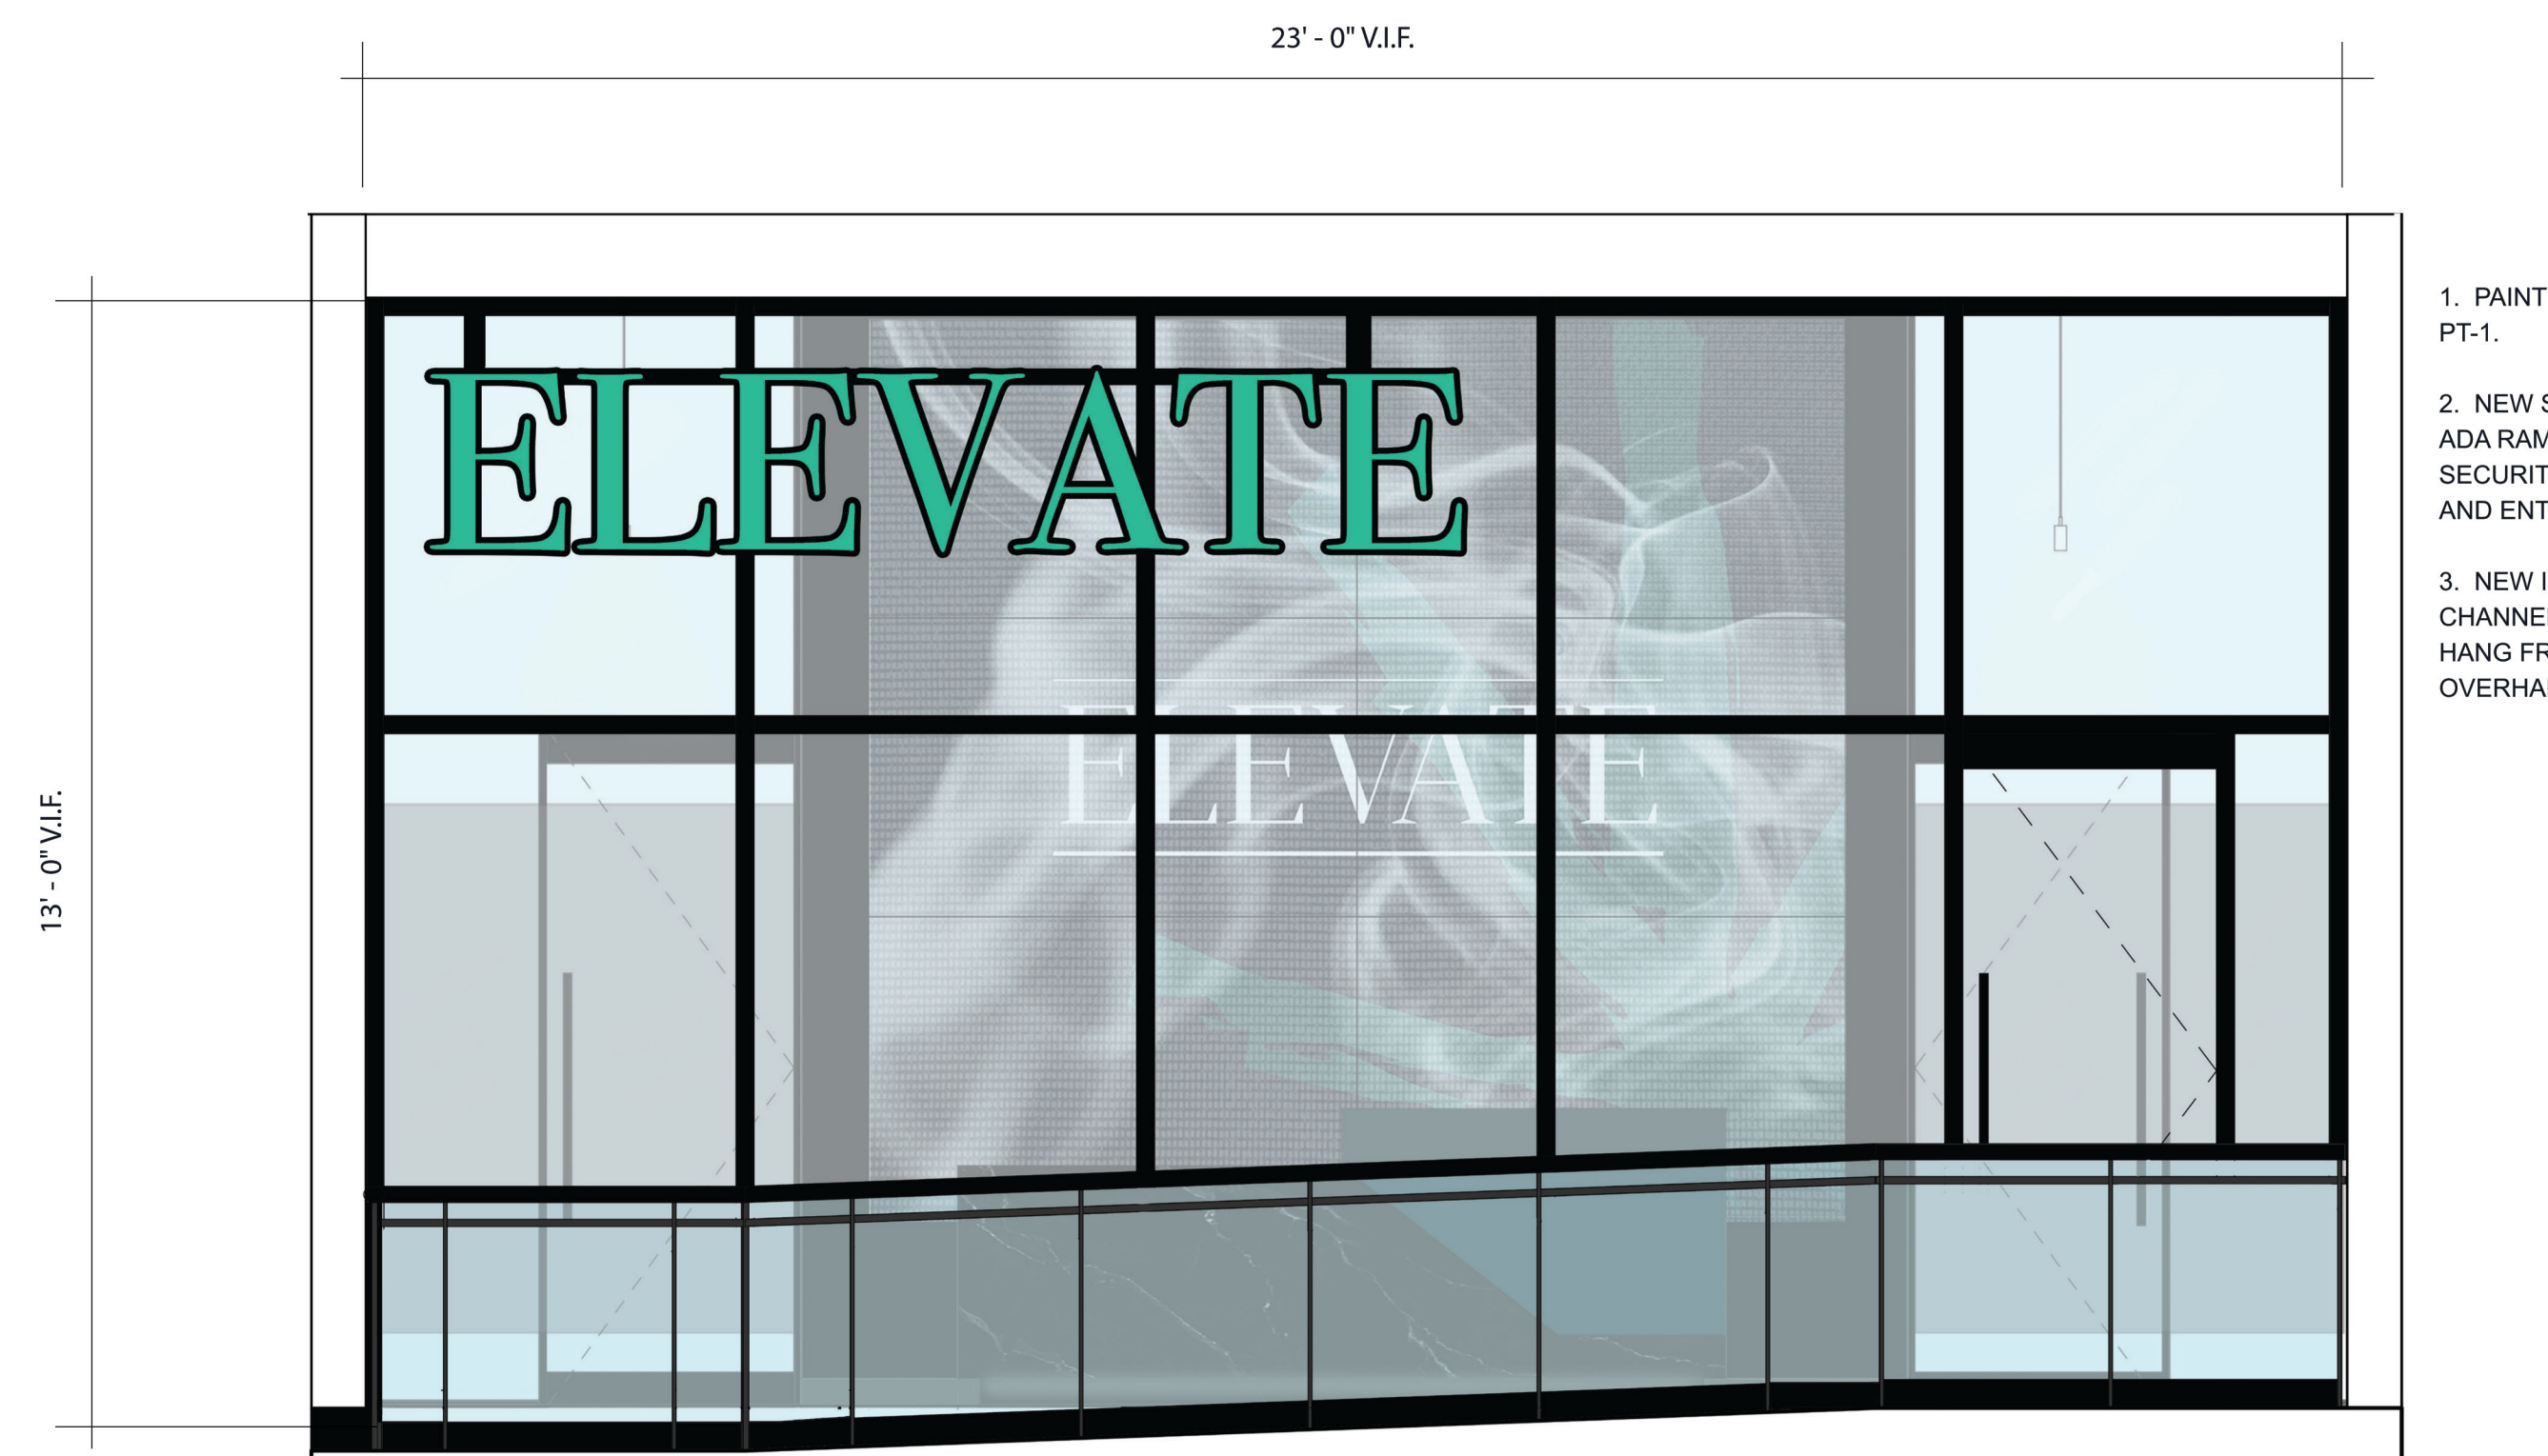 23' - 0" V.I.F.
1. PAINT
PT-1.
2. NEW S
ADA RAM
SECURIT
AND ENT
3. NEW I
CHANNE
HANG FR
OVERHA
ELEVATE
ELEVATE
13' - 0" V.I.F.